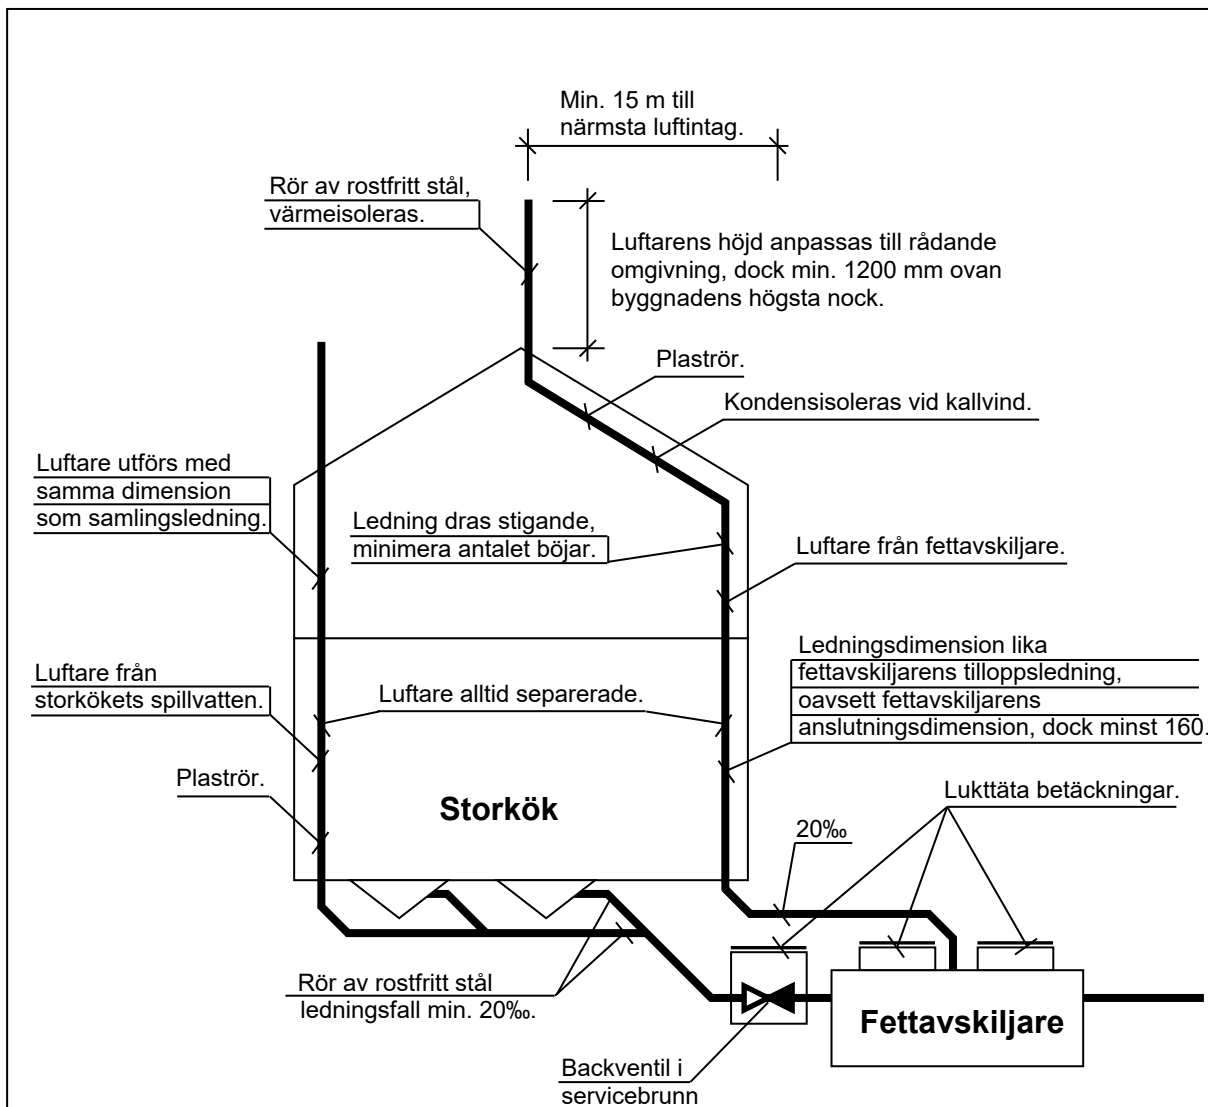 Min. 15 m till
närmsta luftintag.
Rör av rostfritt stål,
värmeisoleras.
Luftarens höjd anpassas till rådande
omgivning, dock min. 1200 mm ovan
byggnadens högsta nock.
Plaströr.
Kondensisoleras vid kallvind.
Luftare utförs med
samma dimension
som samlingsledning.
Ledning dras stigande,
minimera antalet böjar.
Luftare från fettavskiljare.
Ledningsdimension lika
fettavskiljarens tilloppsledning,
oavsett fettavskiljarens
anslutningsdimension, dock minst 160.
Luftare från
storkökets spillvatten.
Luftare alltid separerade.
Plaströr.
Storkök
Lukttäta betäckningar.
20‰
Rör av rostfritt stål
ledningsfall min. 20‰.
Fettavskiljare
Backventil i
servicebrunn